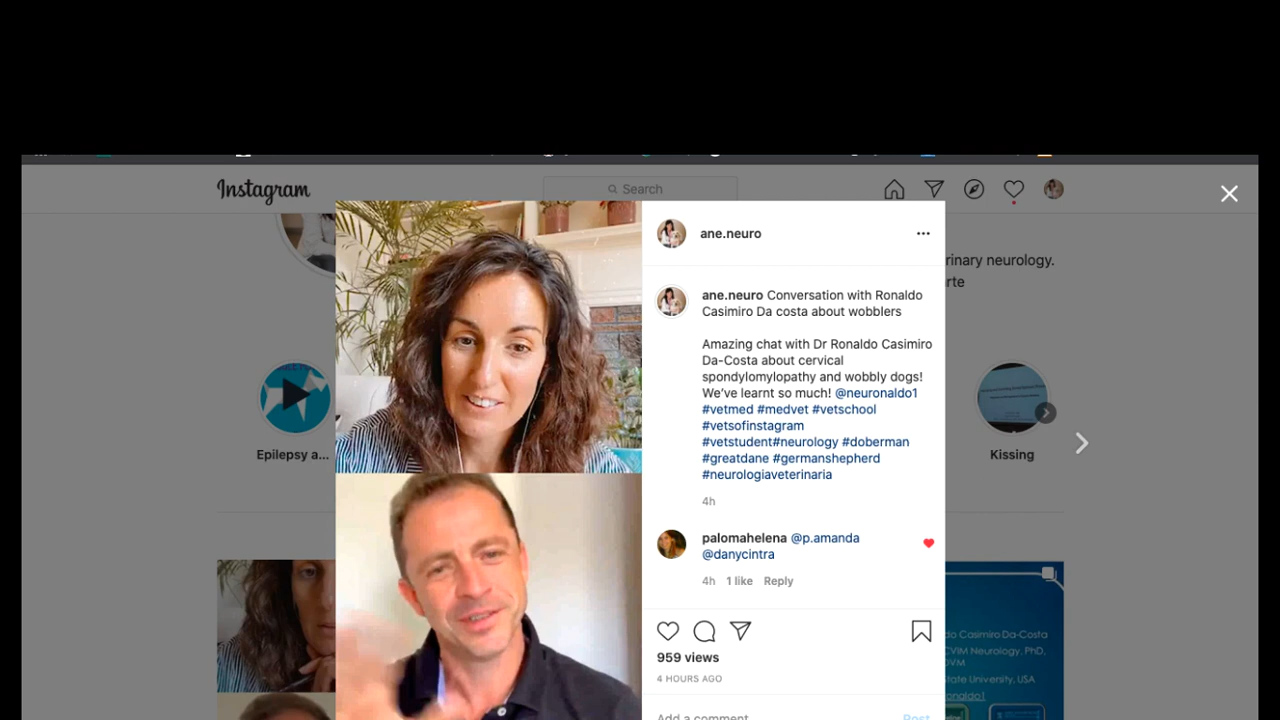 Instagram
Search
ane.neuro
rinary neurology.
rte
ane.neuro Conversation with Ronaldo
Casimiro Da costa about wobblers
Amazing chat with Dr Ronaldo Casimiro
Da-Costa about cervical
spondylomylopathy and wobbly dogs!
We've learnt so much! @neuronaldo1
#vetmed #medvet #vetschool
#vetsofinstagram
#vetstudent#neurology #doberman
#greatdane #germanshepherd
#neurologiaveterinaria
4h
Epilepsy a...
Kissing
palomahelena @p.amanda
@danycintra
4h 1 like Reply
959 views
4 HOURS AGO
Add a comment
Post
do Casimiro Da-Costa
CVIM Neurology, PhD,
DVM
State University, USA
onaldo1